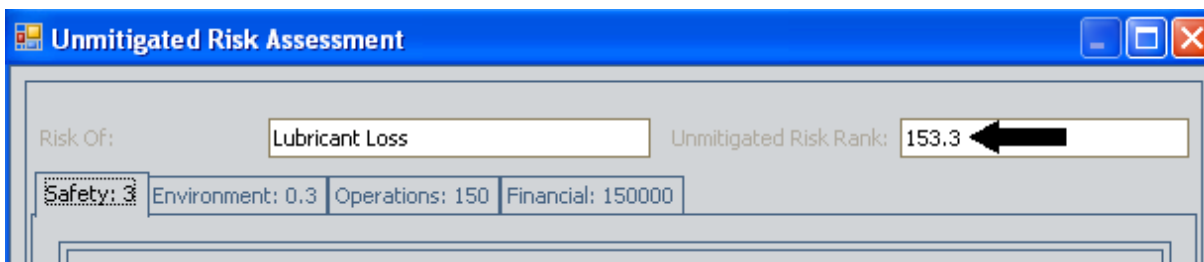 Unmitigated Risk Assessment
Risk Of: Lubricant Loss Unmitigated Risk Rank: 153.3
Safety: 3 Environment: 0.3 Operations: 150 Financial: 150000